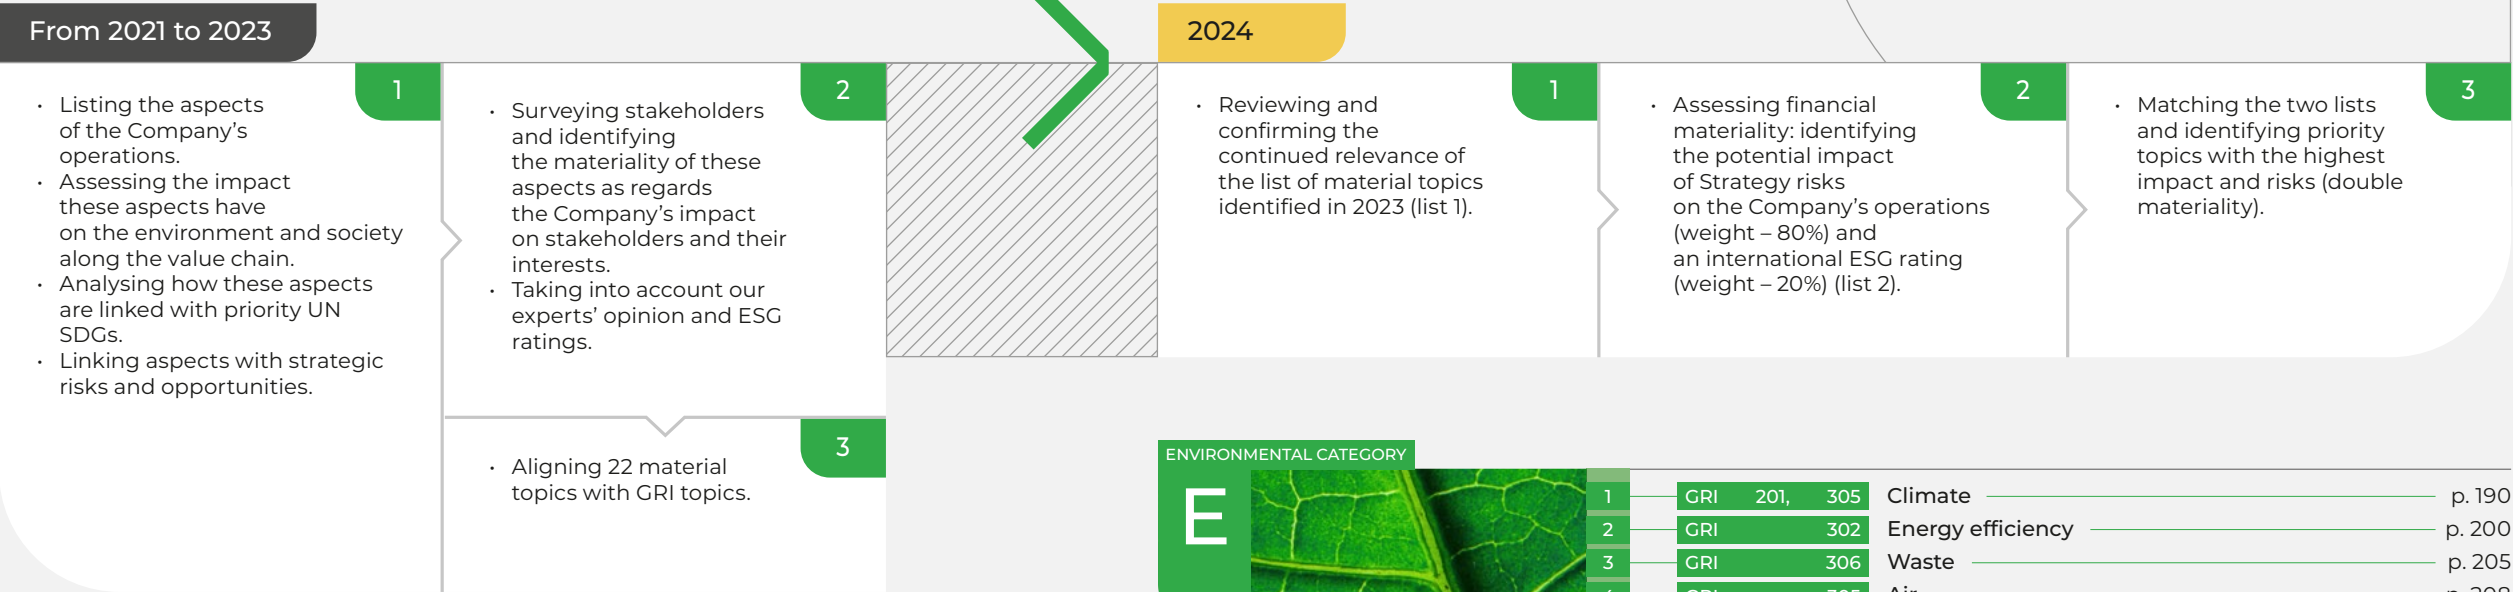 From 2021 to 2023
1
• Listing the aspects
of the Company’s
operations.
• Assessing the impact
these aspects have
on the environment and society
along the value chain.
• Analysing how these aspects
are linked with priority UN
SDGs.
• Linking aspects with strategic
risks and opportunities.
2
• Surveying stakeholders
and identifying
the materiality of these
aspects as regards
the Company’s impact
on stakeholders and their
interests.
• Taking into account our
experts’ opinion and ESG
ratings.
3
• Aligning 22 material
topics with GRI topics.
2024
1
• Reviewing and
confirming the
continued relevance of
the list of material topics
identified in 2023 (list 1).
2
• Assessing financial
materiality: identifying
the potential impact
of Strategy risks
on the Company’s operations
(weight – 80%) and
an international ESG rating
(weight – 20%) (list 2).
3
• Matching the two lists
and identifying priority
topics with the highest
impact and risks (double
materiality).
ENVIRONMENTAL CATEGORY
E
1 GRI 201, 305 Climate p. 190
2 GRI 302 Energy efficiency p. 200
3 GRI 306 Waste p. 205